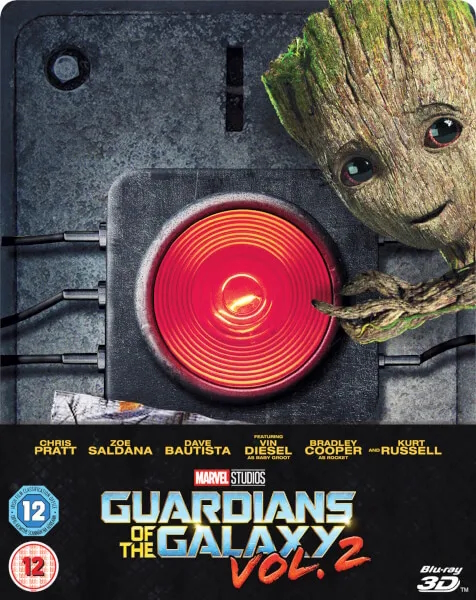 CHRIS PRATT
ZOE SALDANA
DAVE BAUTISTA
FEATURING VIN DIESEL AS BABY GROOT
BRADLEY COOPER AS ROCKET
AND KURT RUSSELL
MARVEL STUDIOS
GUARDIANS
OF THE GALAXY
VOL. 2
12
12
Blu-ray 3D